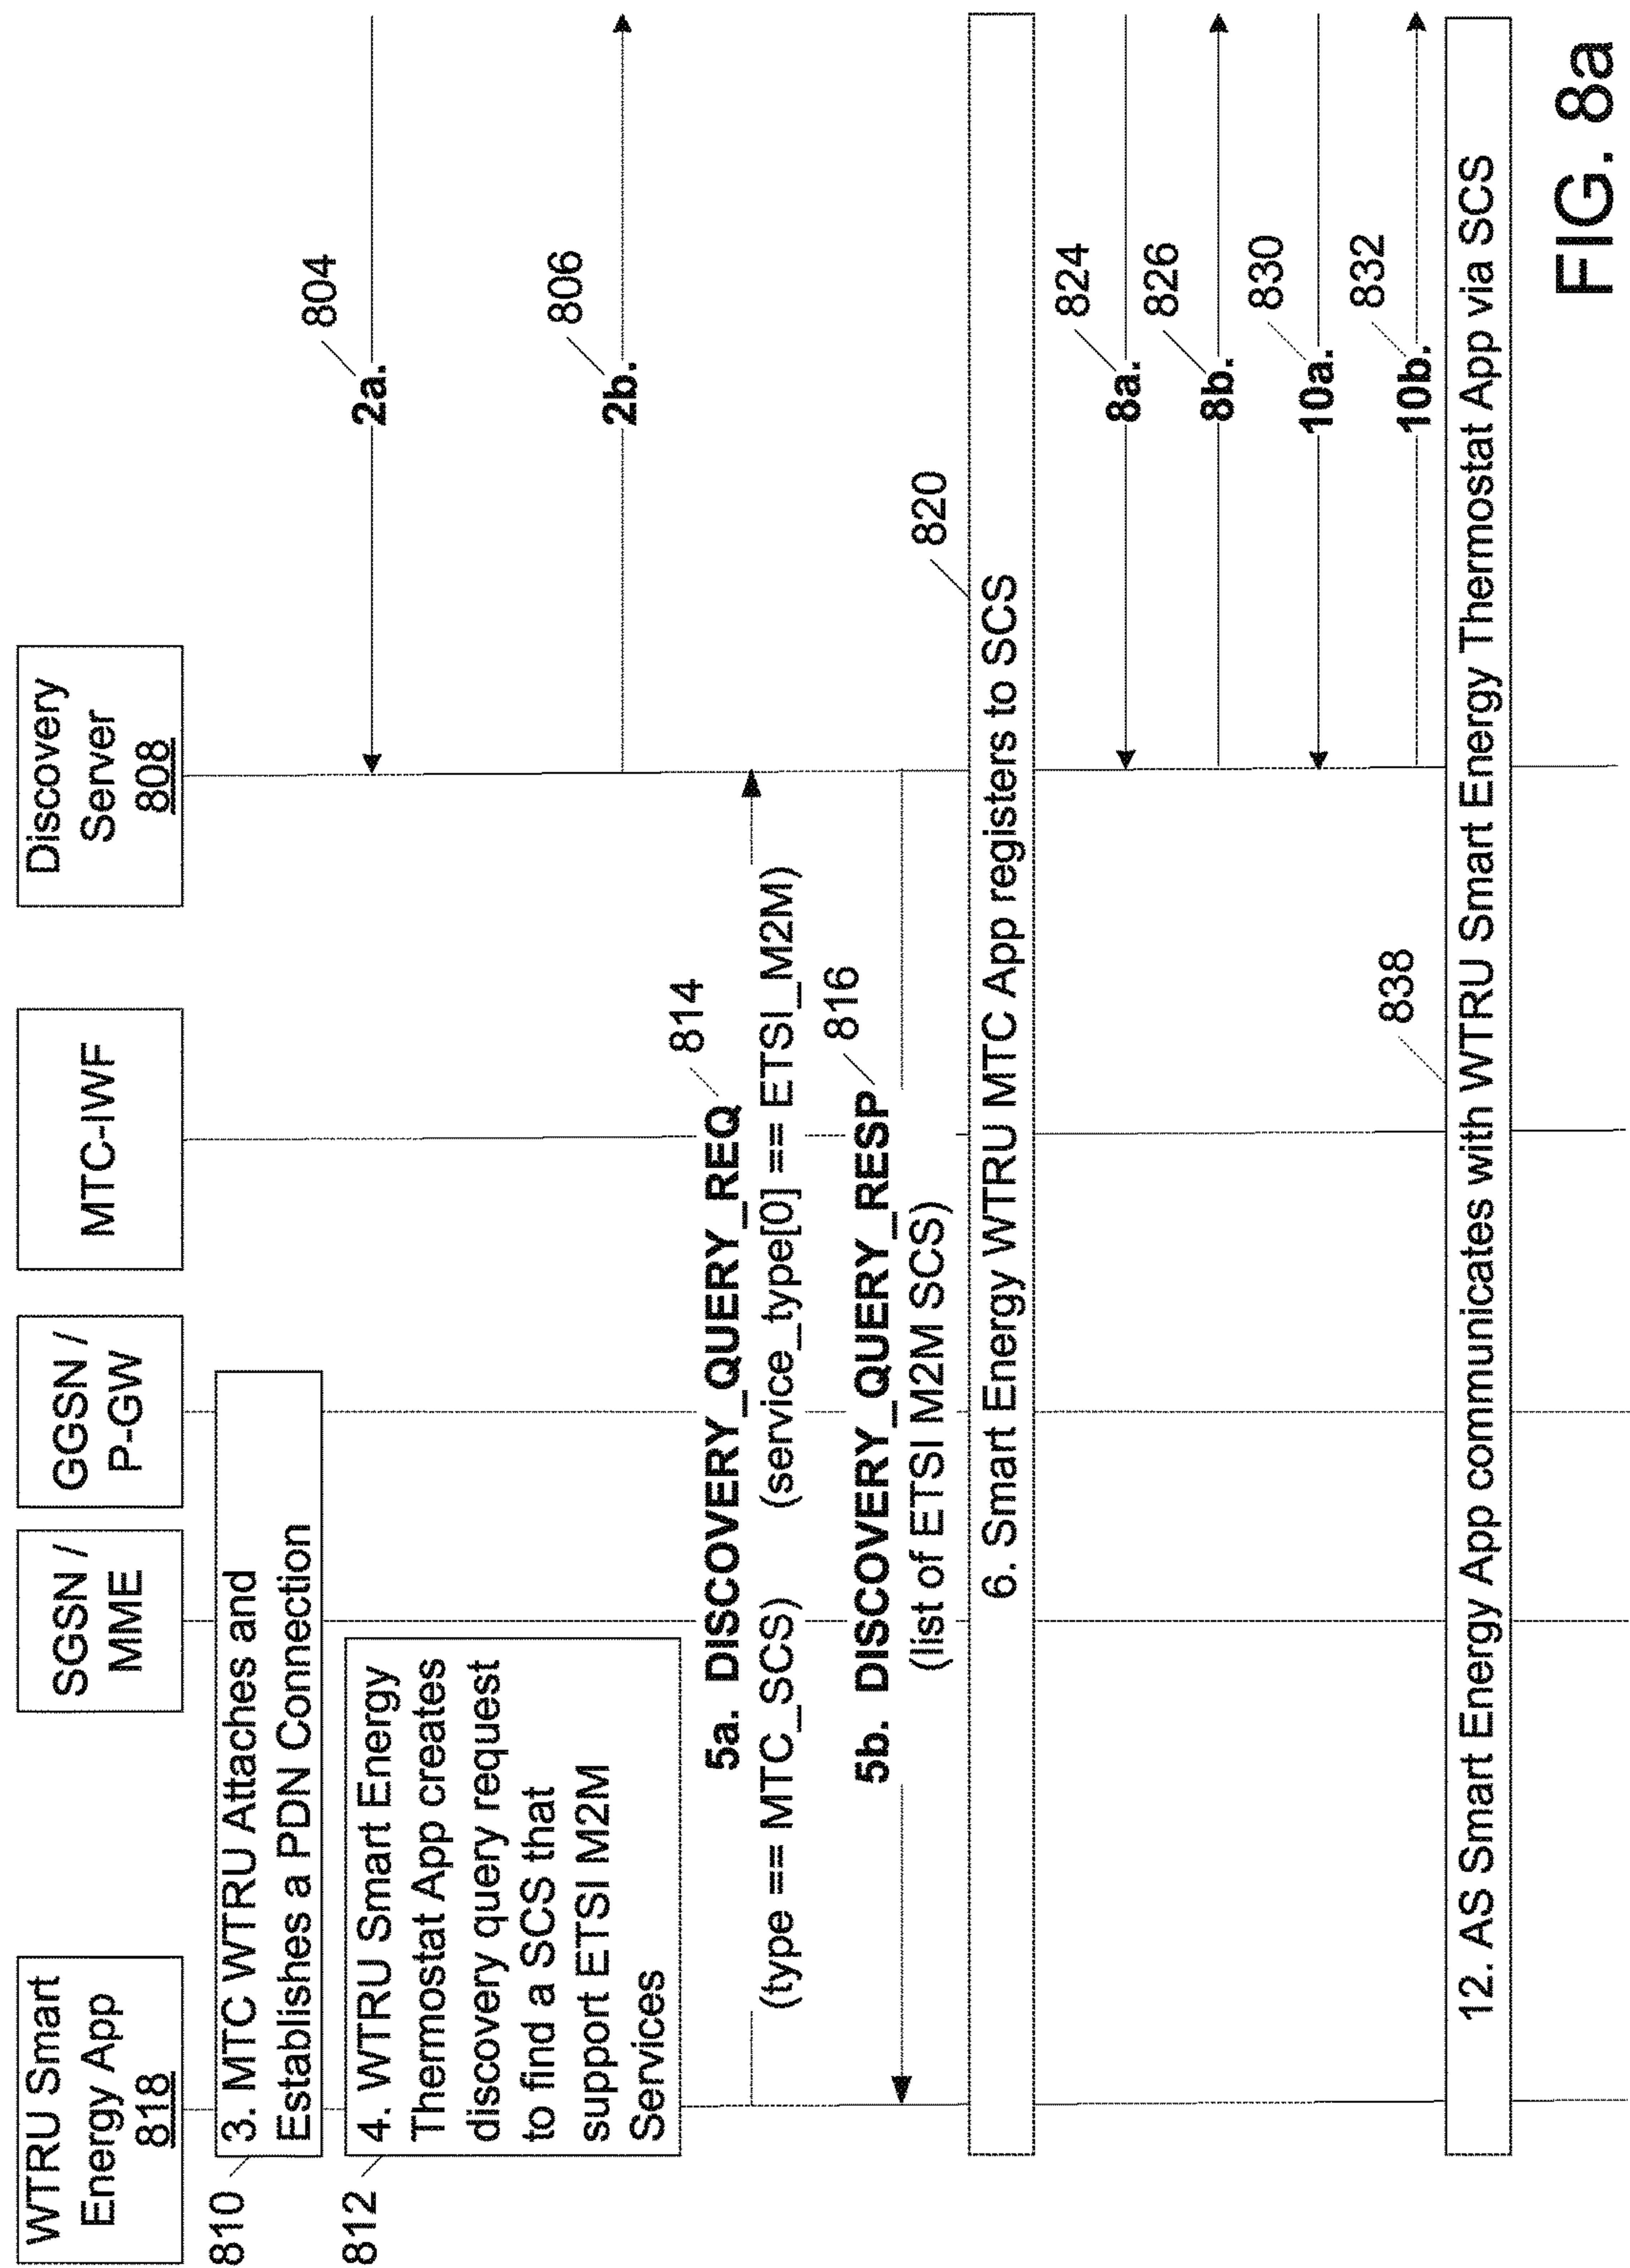 WTRU Smart
Energy App
818
SGSN /
MME
GGSN /
P-GW
MTC-IWF
Discovery
Server
808
810
3. MTC WTRU Attaches and
Establishes a PDN Connection
804
2a.
812
4. WTRU Smart Energy
Thermostat App creates
discovery query request
to find a SCS that
support ETSI M2M
Services
806
2b.
5a. DISCOVERY_QUERY_REQ
814
(type == MTC_SCS) (service_type[0] == ETSI_M2M)
5b. DISCOVERY_QUERY_RESP
816
(list of ETSI M2M SCS)
820
6. Smart Energy WTRU MTC App registers to SCS
824
8a.
826
8b.
830
10a.
832
10b.
838
12. AS Smart Energy App communicates with WTRU Smart Energy Thermostat App via SCS
FIG. 8a